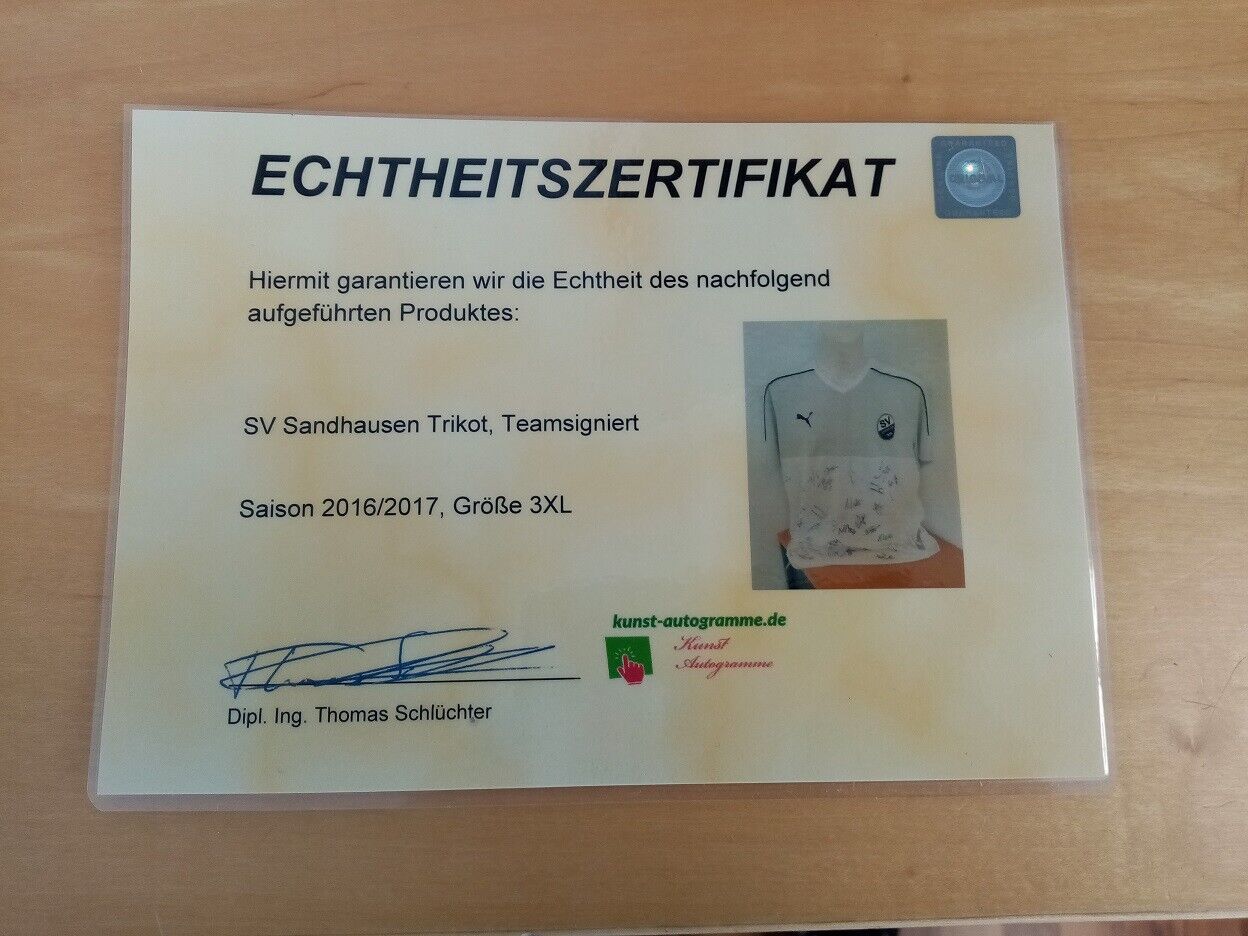 ECHTHEITSZERTIFIKAT
Hiermit garantieren wir die Echtheit des nachfolgend
aufgeführten Produktes:
SV Sandhausen Trikot, Teamsigniert
Saison 2016/2017, Größe 3XL
SV
kunst-autogramme.de
Kunst
Autogramme
Dipl. Ing. Thomas Schlüchter